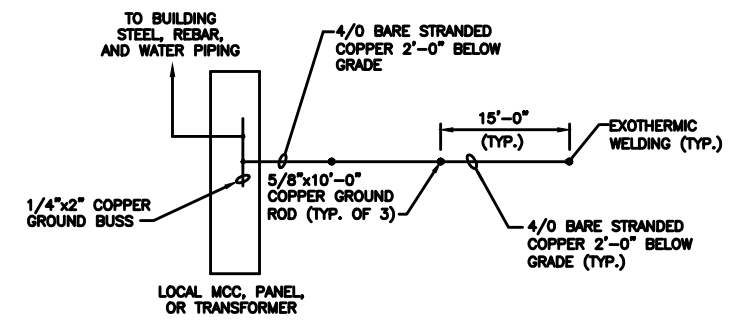 TO BUILDING
STEEL, REBAR,
AND WATER PIPING
4/0 BARE STRANDED
COPPER 2'-0" BELOW
GRADE
15'-0"
(TYP.)
EXOTHERMIC
WELDING (TYP.)
5/8"x10'-0"
COPPER GROUND
ROD (TYP. OF 3)
1/4"x2" COPPER
GROUND BUSS
4/0 BARE STRANDED
COPPER 2'-0" BELOW
GRADE (TYP.)
LOCAL MCC, PANEL,
OR TRANSFORMER